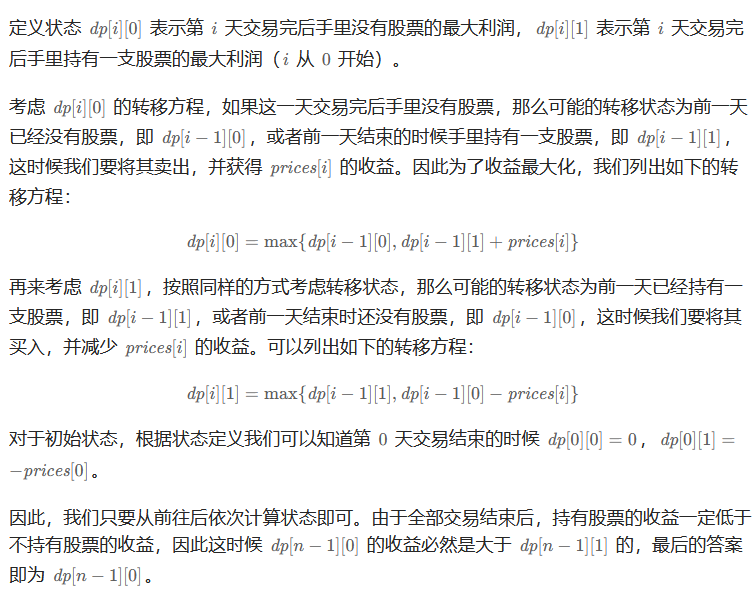 定义状态 dp[i][0] 表示第 i 天交易完后手里没有股票的最大利润，dp[i][1] 表示第 i 天交易完
后手里持有一支股票的最大利润（i 从 0 开始）。
考虑 dp[i][0] 的转移方程，如果这一天交易完后手里没有股票，那么可能的转移状态为前一天
已经没有股票，即 dp[i − 1][0]，或者前一天结束的时候手里持有一支股票，即 dp[i − 1][1]，
这时候我们要将其卖出，并获得 prices[i] 的收益。因此为了收益最大化，我们列出如下的转
移方程：
dp[i][0] = max{dp[i − 1][0], dp[i − 1][1] + prices[i]}
再来考虑 dp[i][1]，按照同样的方式考虑转移状态，那么可能的转移状态为前一天已经持有一
支股票，即 dp[i − 1][1]，或者前一天结束时还没有股票，即 dp[i − 1][0]，这时候我们要将其
买入，并减少 prices[i] 的收益。可以列出如下的转移方程：
dp[i][1] = max{dp[i − 1][1], dp[i − 1][0] − prices[i]}
对于初始状态，根据状态定义我们可以知道第 0 天交易结束的时候 dp[0][0] = 0，dp[0][1] =
−prices[0]。
因此，我们只要从前往后依次计算状态即可。由于全部交易结束后，持有股票的收益一定低于
不持有股票的收益，因此这时候 dp[n − 1][0] 的收益必然是大于 dp[n − 1][1] 的，最后的答案
即为 dp[n − 1][0]。